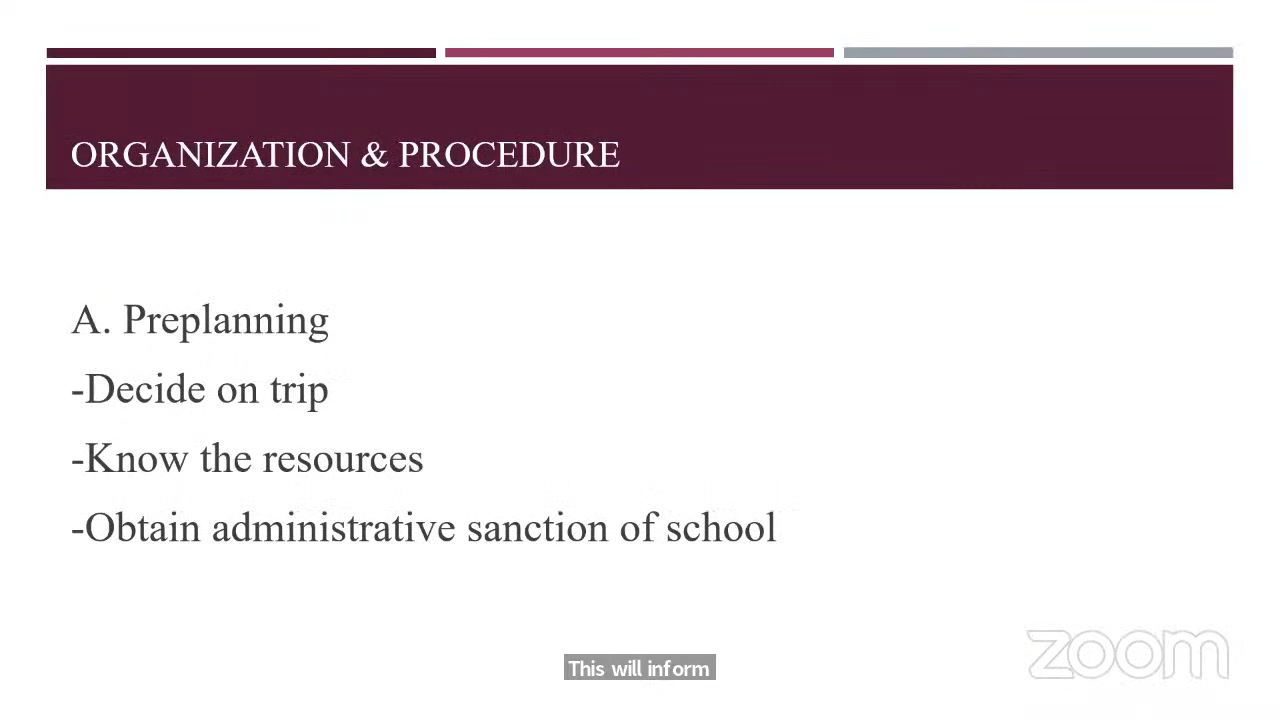 ORGANIZATION & PROCEDURE
A. Preplanning
-Decide on trip
-Know the resources
-Obtain administrative sanction of school
This will inform
zoom